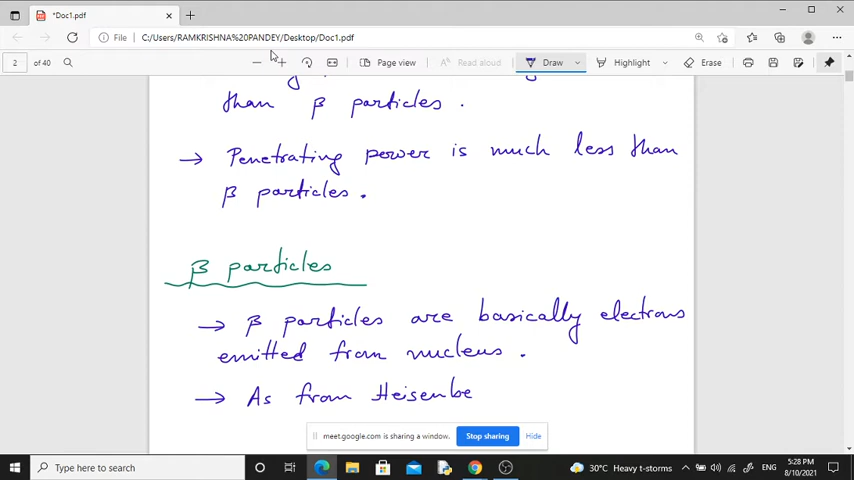 *Doc1.pdf
File
C:/Users/RAMKRISHNA%20PANDEY/Desktop/Doc1.pdf
2 of 40
Page view
Read aloud
Draw
Highlight
Erase
than β particles .
→ Penetrating power is much less than
β particles .
β particles
→ β particles are basically electrons
emitted from nucleus .
→ As from Heisenbe
meet.google.com is sharing a window.
Stop sharing
Hide
Type here to search
30°C Heavy t-storms
ENG
5:28 PM
8/10/2021